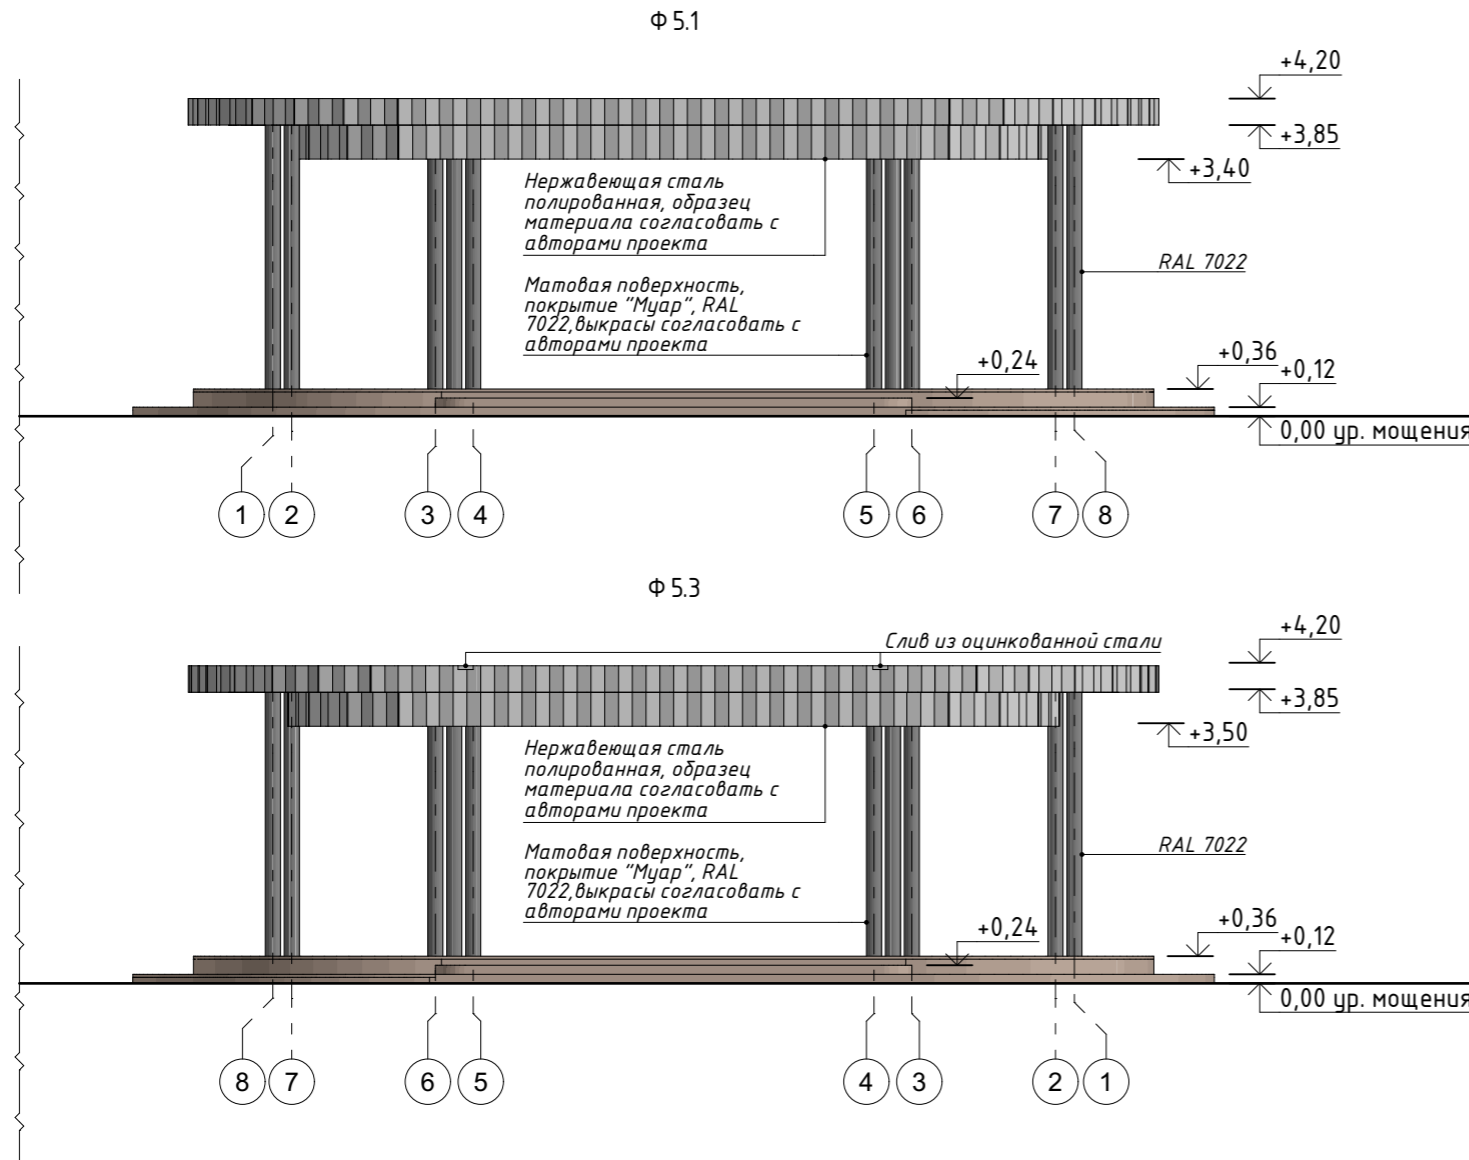 Ф 5.1
+4,20
+3,85
+3,40
Нержавеющая сталь
полированная, образец
материала согласовать с
авторами проекта
RAL 7022
Матовая поверхность,
покрытие "Муар", RAL
7022,выкрасы согласовать с
авторами проекта
+0,24
+0,36
+0,12
0,00 ур. мощения
1 2 3 4 5 6 7 8
Ф 5.3
Слив из оцинкованной стали
+4,20
+3,85
+3,50
Нержавеющая сталь
полированная, образец
материала согласовать с
авторами проекта
RAL 7022
Матовая поверхность,
покрытие "Муар", RAL
7022,выкрасы согласовать с
авторами проекта
+0,24
+0,36
+0,12
0,00 ур. мощения
8 7 6 5 4 3 2 1